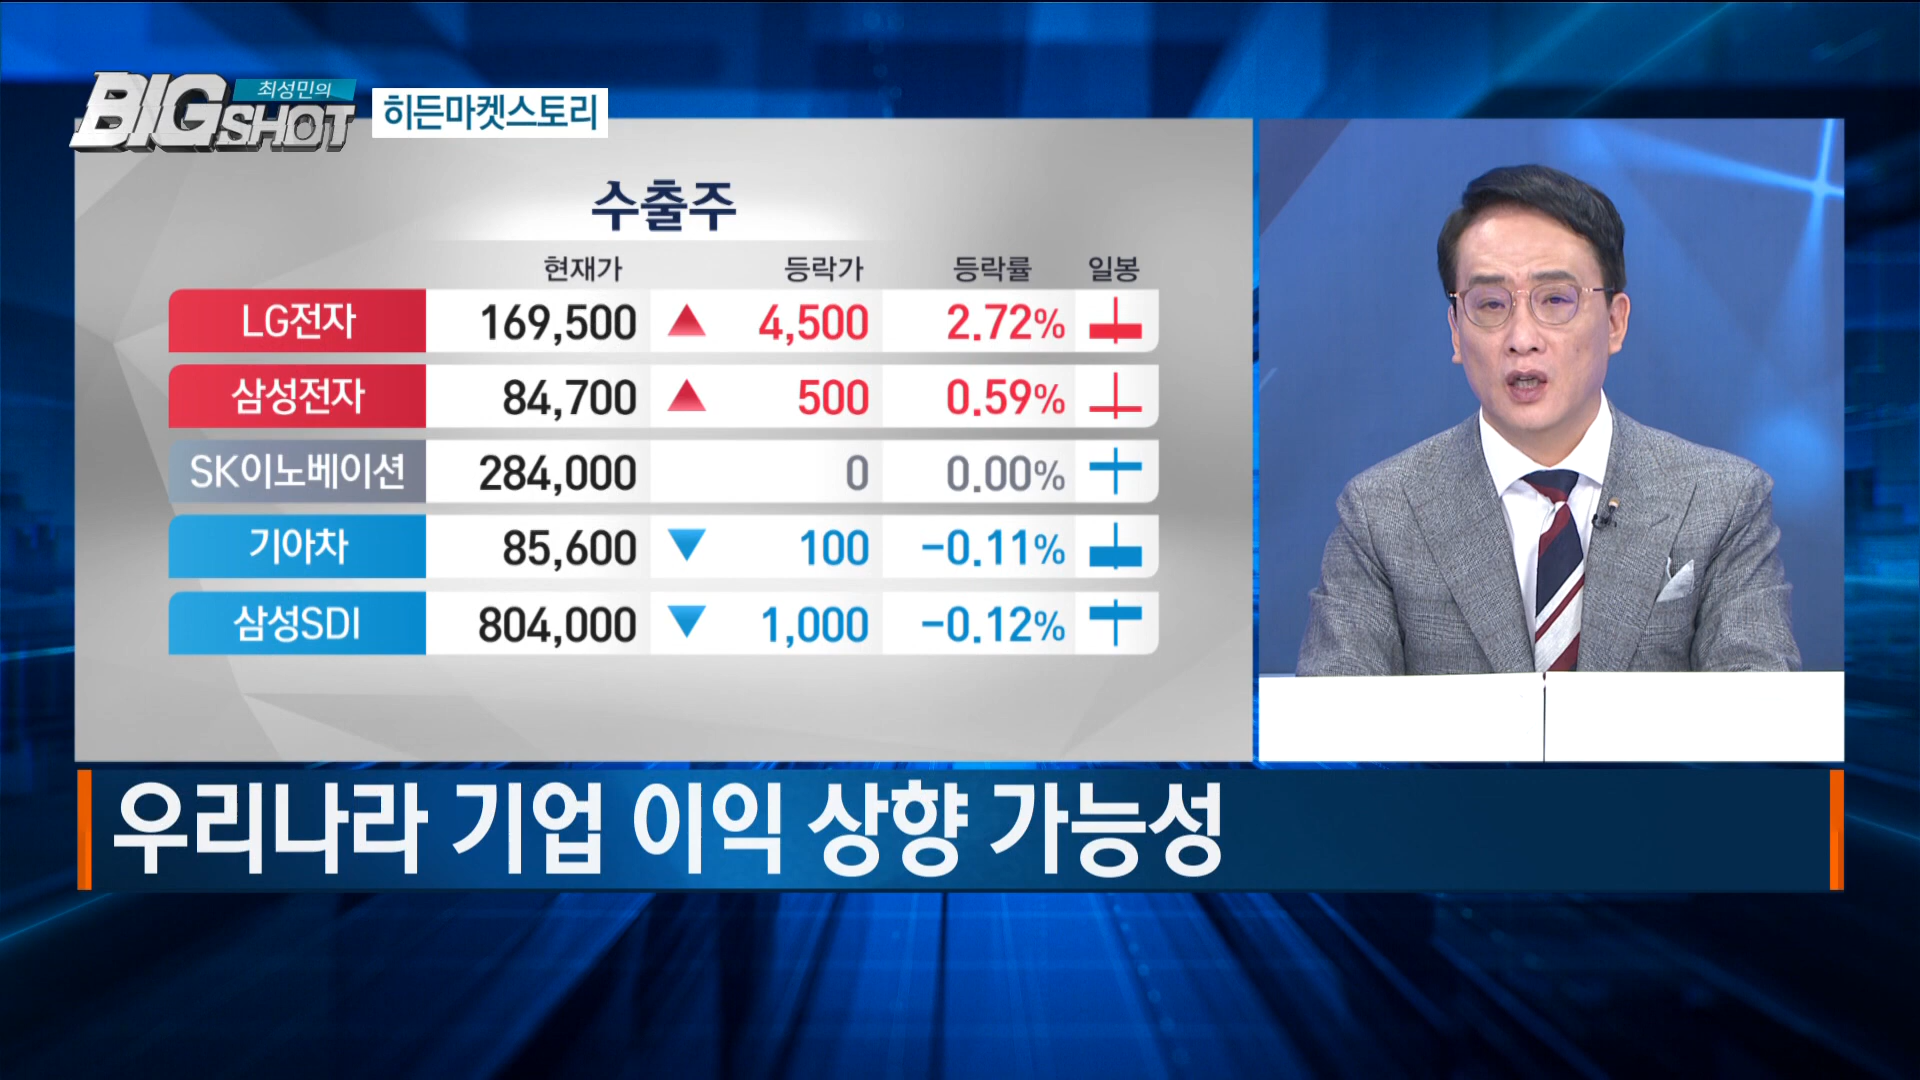 BIG SHOT 최성민의
히든마켓스토리
수출주
현재가 등락가 등락률 일봉
LG전자 169,500 ▲ 4,500 2.72%
삼성전자 84,700 ▲ 500 0.59%
SK이노베이션 284,000 0 0.00%
기아차 85,600 ▼ 100 -0.11%
삼성SDI 804,000 ▼ 1,000 -0.12%
우리나라 기업 이익 상향 가능성